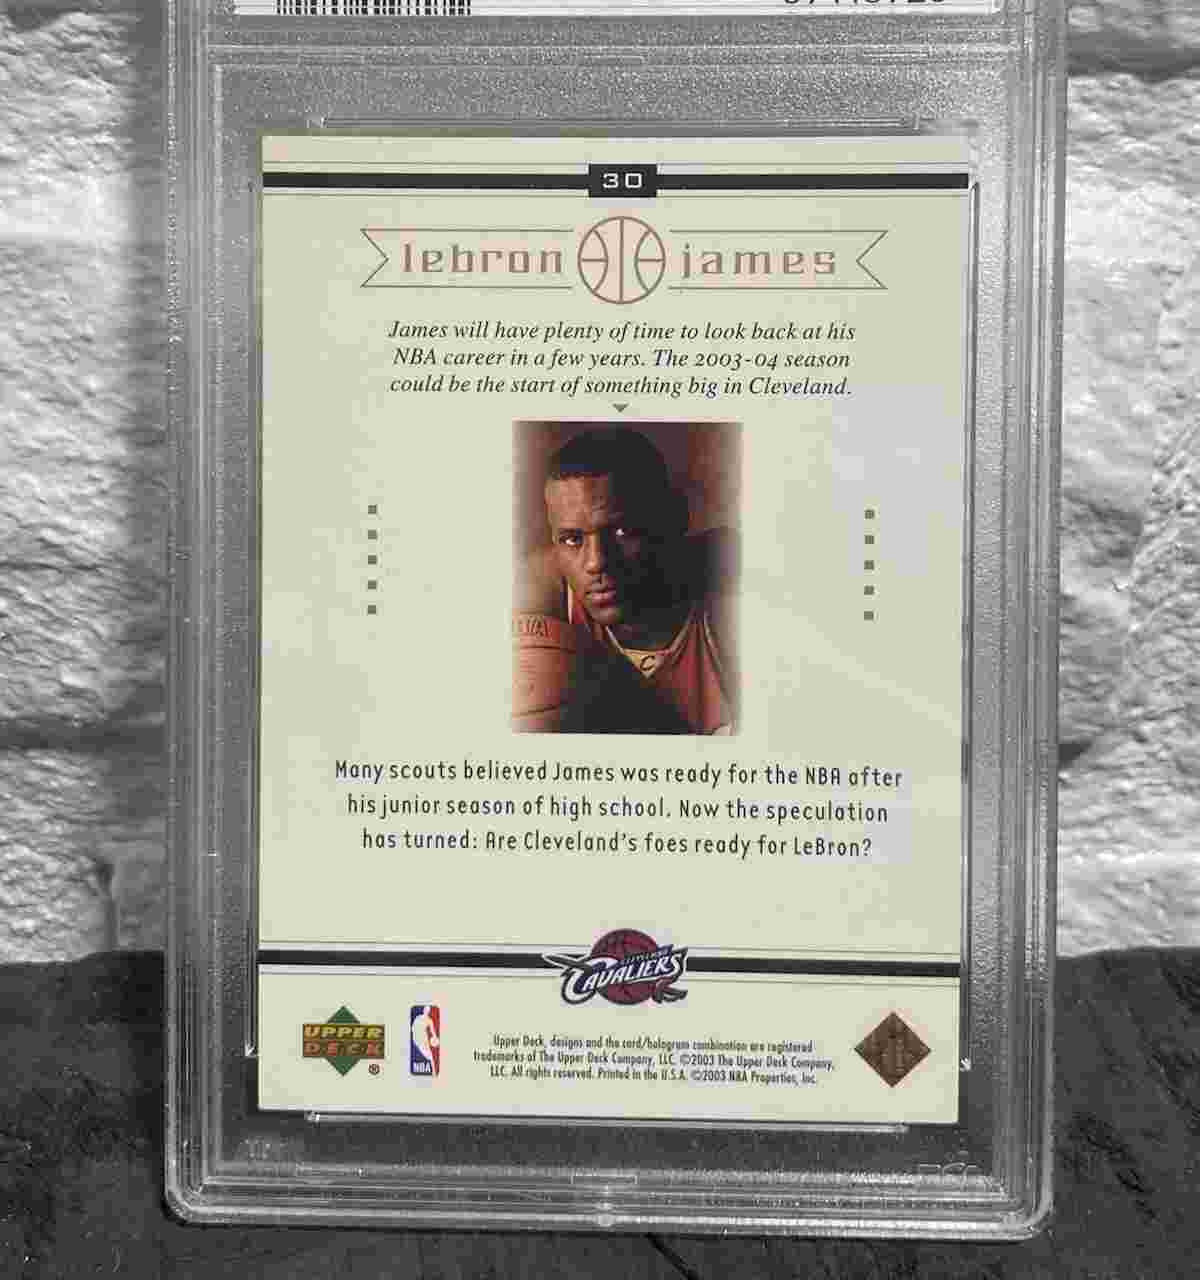 30
lebron james
James will have plenty of time to look back at his
NBA career in a few years. The 2003-04 season
could be the start of something big in Cleveland.
C
Many scouts believed James was ready for the NBA after
his junior season of high school. Now the speculation
has turned: Are Cleveland's foes ready for LeBron?
CLEVELAND
CAVALIERS
UPPER
DECK
®
NBA
Upper Deck, designs and the card/hologram combination are registered
trademarks of The Upper Deck Company, LLC. ©2003 The Upper Deck Company,
LLC. All rights reserved. Printed in the U.S.A. ©2003 NBA Properties, Inc.